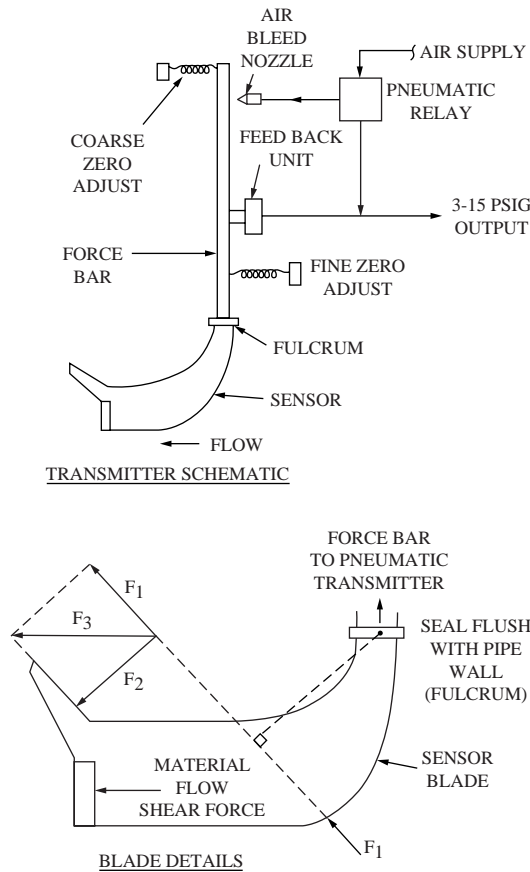 AIR
BLEED
NOZZLE
AIR SUPPLY
PNEUMATIC
RELAY
COARSE
ZERO
ADJUST
FEED BACK
UNIT
3-15 PSIG
OUTPUT
FORCE
BAR
FINE ZERO
ADJUST
FULCRUM
SENSOR
FLOW
TRANSMITTER SCHEMATIC
FORCE BAR
TO PNEUMATIC
TRANSMITTER
F1
F3
F2
SEAL FLUSH
WITH PIPE
WALL
(FULCRUM)
MATERIAL
FLOW
SHEAR FORCE
SENSOR
BLADE
F1
BLADE DETAILS